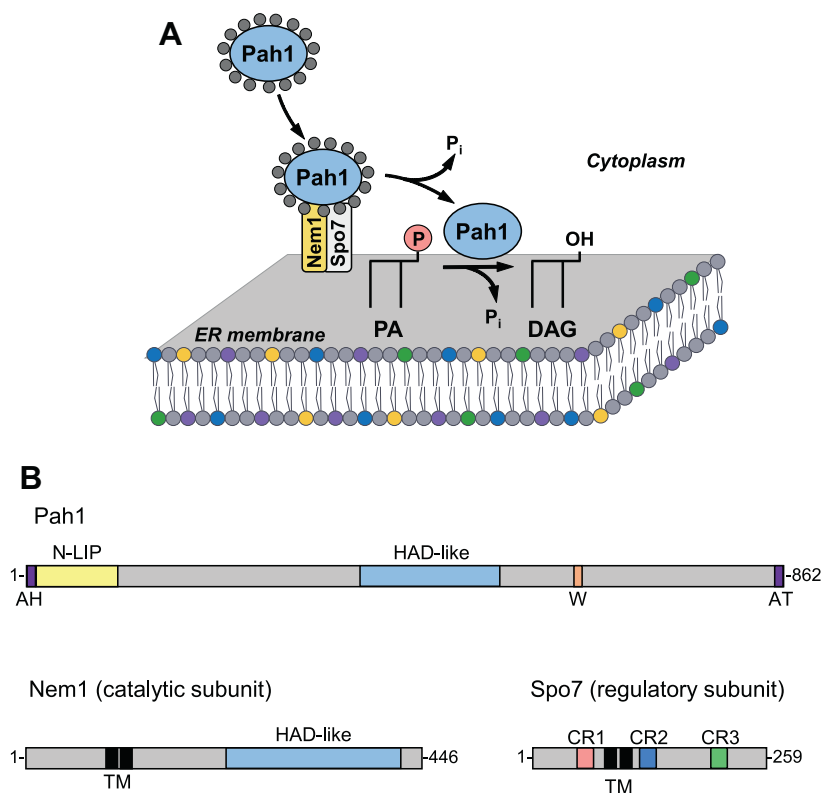 A
Pah1
Pah1
Pi
Cytoplasm
Nem1
Spo7
P
Pah1
OH
PA
Pi
DAG
ER membrane
B
Pah1
N-LIP
HAD-like
1-
-862
AH
W
AT
Nem1 (catalytic subunit)
Spo7 (regulatory subunit)
HAD-like
CR1
CR2
CR3
1-
-446
1-
-259
TM
TM